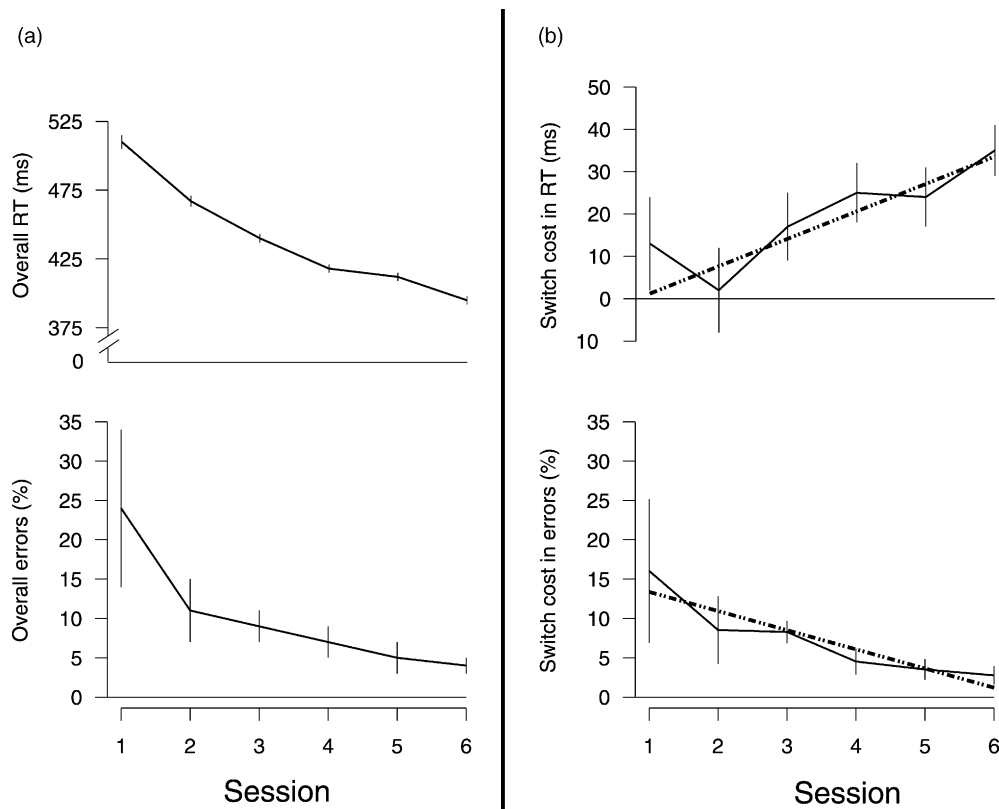 (a)
525
475
425
375
0
Overall RT (ms)
35
30
25
20
15
10
5
0
Overall errors (%)
1 2 3 4 5 6
Session
(b)
50
40
30
20
10
0
10
Switch cost in RT (ms)
35
30
25
20
15
10
5
0
Switch cost in errors (%)
1 2 3 4 5 6
Session